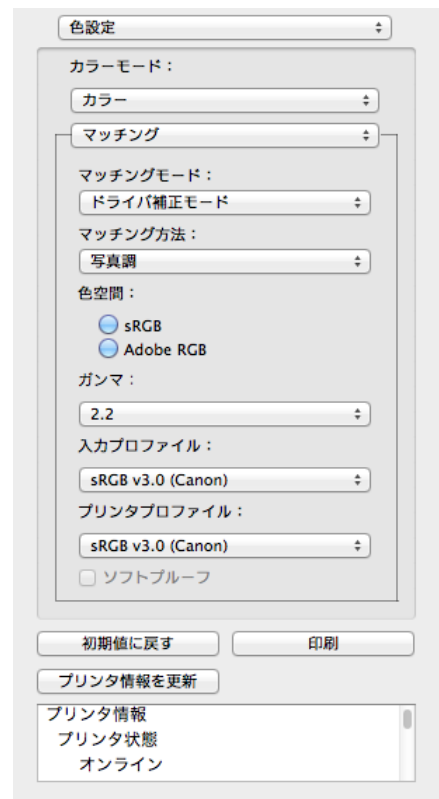 色設定
カラーモード：
カラー
マッチング
マッチングモード：
ドライバ補正モード
マッチング方法：
写真調
色空間：
sRGB
Adobe RGB
ガンマ：
2.2
入力プロファイル：
sRGB v3.0 (Canon)
プリンタプロファイル：
sRGB v3.0 (Canon)
ソフトプルーフ
初期値に戻す 印刷
プリンタ情報を更新
プリンタ情報
プリンタ状態
オンライン